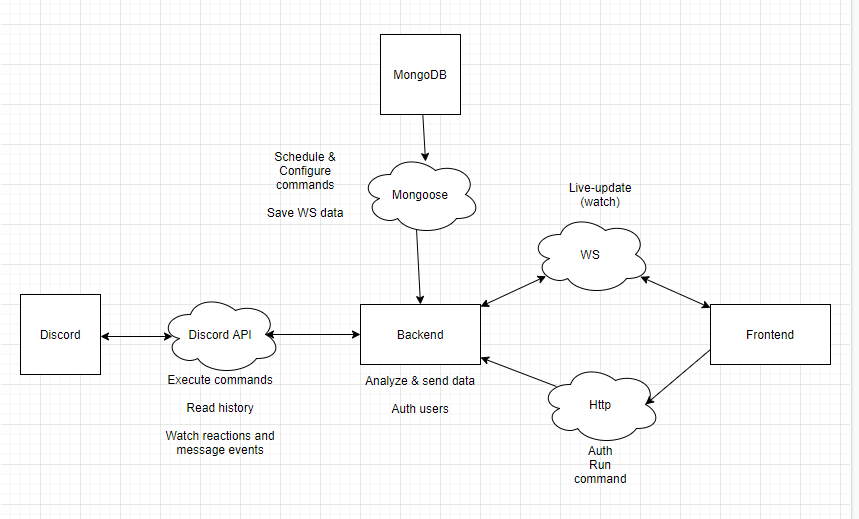 MongoDB
Schedule &
Configure
commands
Save WS data
Mongoose
Live-update
(watch)
WS
Discord
Discord API
Backend
Frontend
Execute commands
Read history
Watch reactions and
message events
Analyze & send data
Auth users
Http
Auth
Run
command